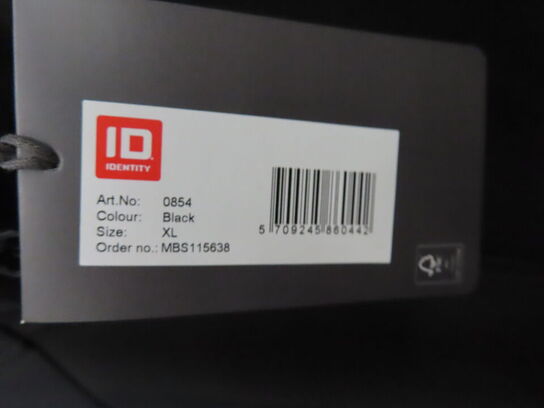 ID
IDENTITY
Art.No: 0854
Colour: Black
Size: XL
Order no.: MBS115638
5 709245 860442